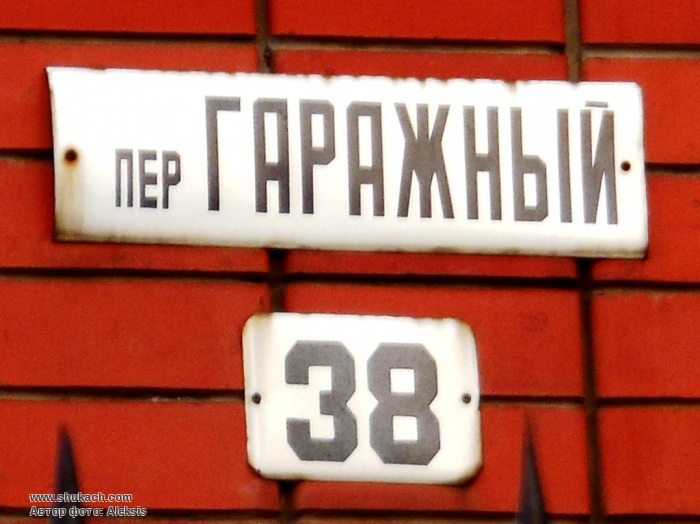 пер ГАРАЖНЫЙ
38
www.shukach.com
Автор фото: Aleksis